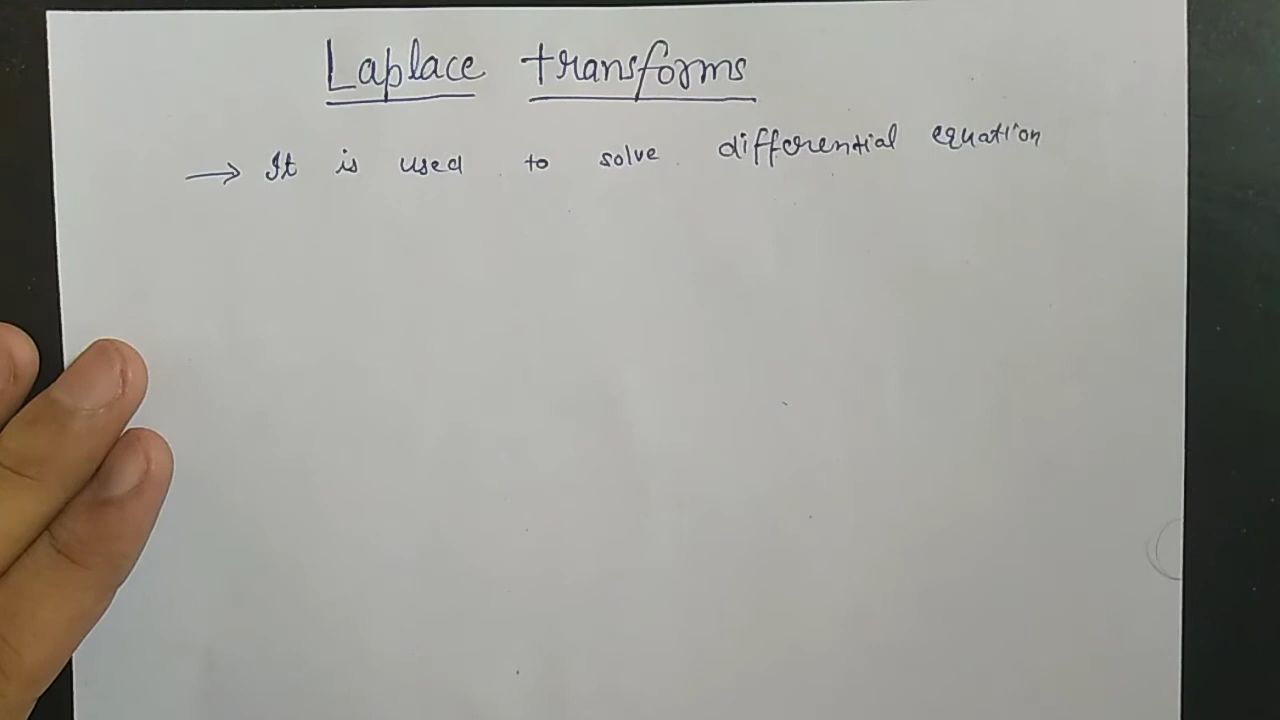 Laplace transforms
→ It is used to solve differential equation